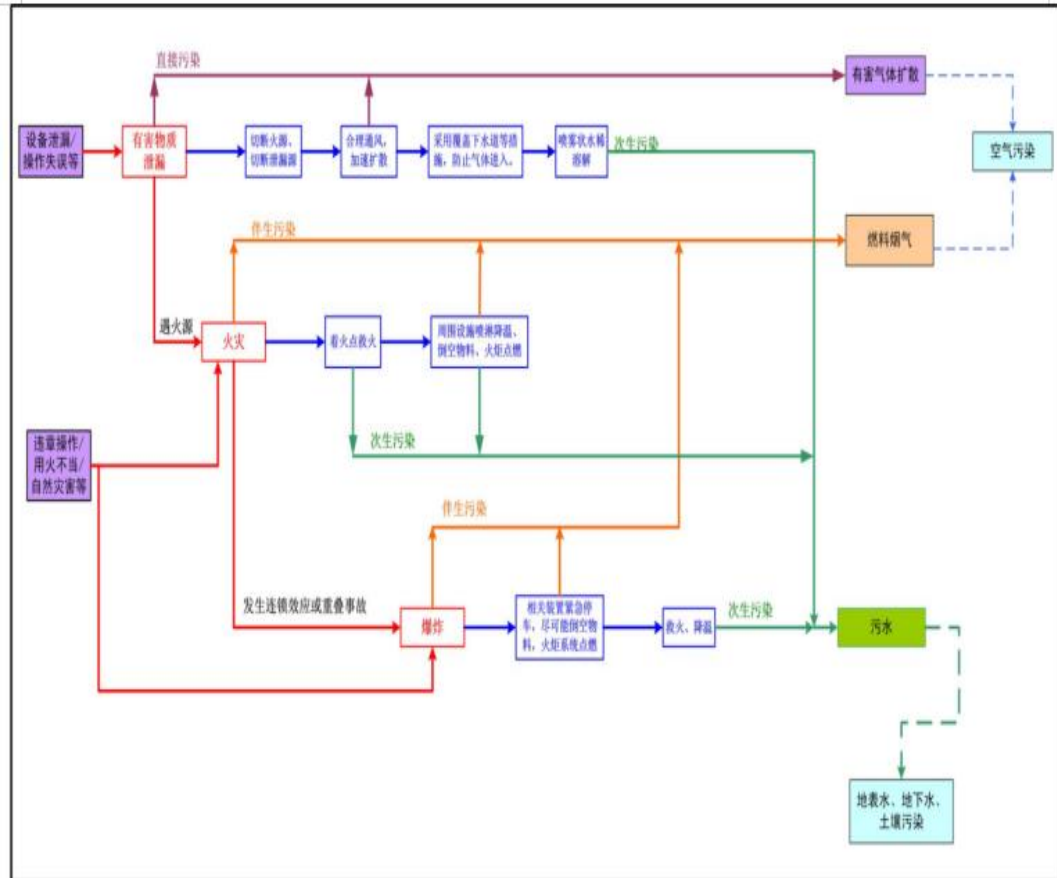 直接污染
有害气体扩散
设备泄漏/
操作失误等
有害物质
泄漏
切断火源、
切断泄漏源
合理通风，
加速扩散
采用覆盖下水道等措
施，防止气体进入。
喷雾状水稀
溶解
次生污染
空气污染
伴生污染
燃料烟气
遇火源
火灾
着火点救火
周围设施喷淋降温、
倒空物料、火炬点燃
违章操作/
用火不当/
自然灾害等
次生污染
伴生污染
发生连锁效应或重叠事故
爆炸
相关装置紧急停
车，尽可能倒空物
料，火炬系统点燃
救火、降温
次生污染
污水
地表水、地下水、
土壤污染